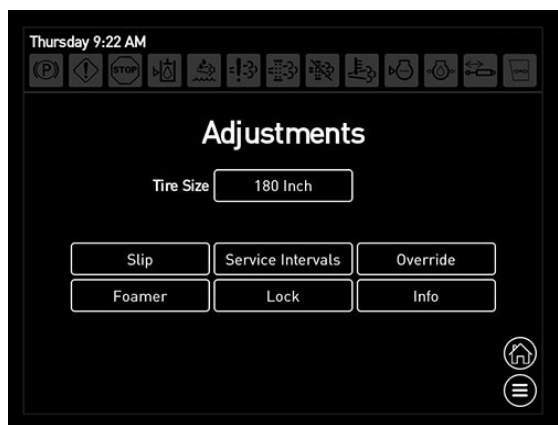 Thursday 9:22 AM
STOP
Adjustments
Tire Size 180 Inch
Slip Service Intervals Override
Foamer Lock Info